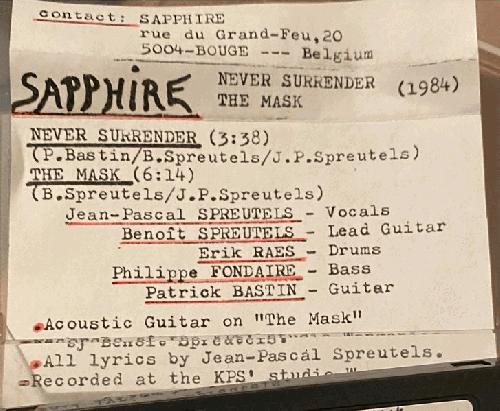 contact: SAPPHIRE
rue du Grand-Feu,20
5004-BOUGE --- Belgium
SAPPHIRE
NEVER SURRENDER
THE MASK
(1984)
NEVER SURRENDER (3:38)
(P.Bastin/B.Spreutels/J.P.Spreutels)
THE MASK (6:14)
(B.Spreutels/J.P.Spreutels)
Jean-Pascal SPREUTELS - Vocals
Benoît SPREUTELS - Lead Guitar
Erik RAES - Drums
Philippe FONDAIRE - Bass
Patrick BASTIN - Guitar
.Acoustic Guitar on "The Mask"
.All lyrics by Jean-Pascal Spreutels.
-Recorded at the KPS' studio